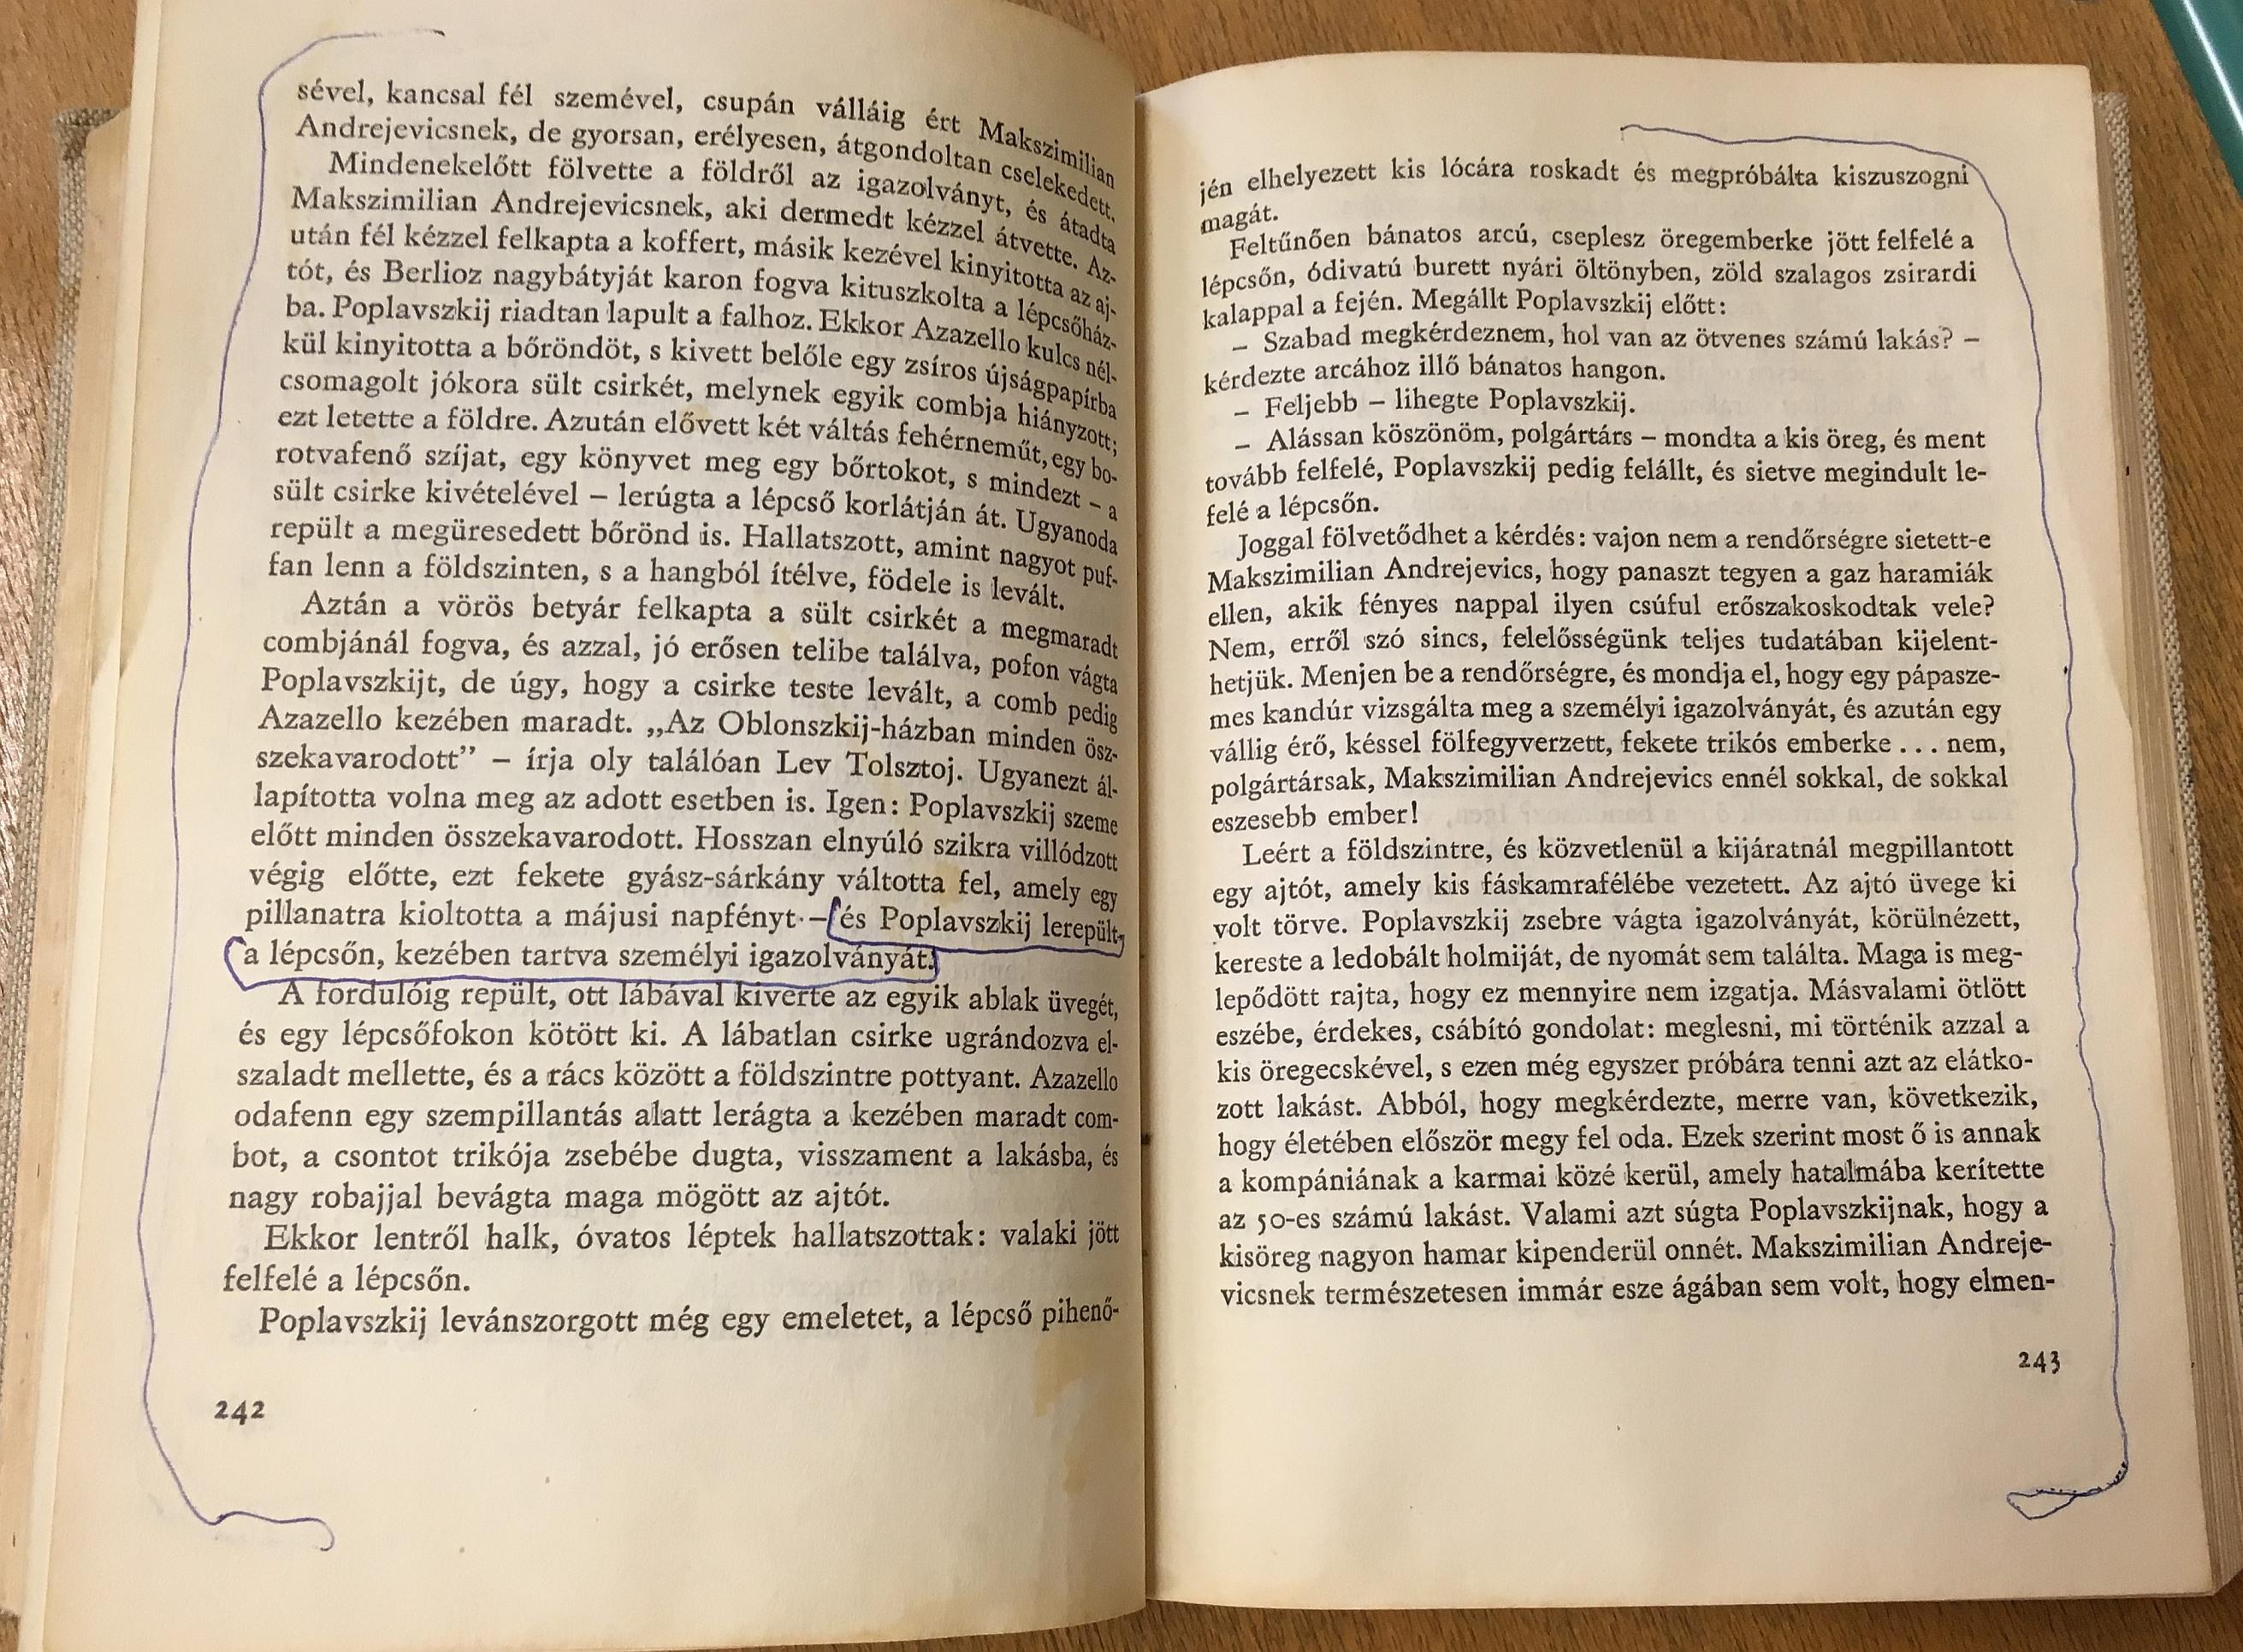 sével, kancsal fél szemével, csupán válláig ért Makszimilian
Andrejevicsnek, de gyorsan, erélyesen, átgondoltan cselekedett.
Mindenekelőtt fölvette a földről az igazolványt, és átadta
Makszimilian Andrejevicsnek, aki dermedt kézzel átvette. Az-
után fél kézzel felkapta a koffert, másik kezével kinyitotta az aj-
tót, és Berlioz nagybátyját karon fogva kituszkolta a lépcsőház-
ba. Poplavszkij riadtan lapult a falhoz. Ekkor Azazello kulcs nél-
kül kinyitotta a bőröndöt, s kivett belőle egy zsíros újságpapírba
csomagolt jókora sült csirkét, melynek egyik combja hiányzott;
ezt letette a földre. Azután elővett két váltás fehérneműt, egy bo-
rotvafenő szíjat, egy könyvet meg egy bőrtokot, s mindezt – a
sült csirke kivételével – lerúgta a lépcső korlátján át. Ugyanoda
repült a megüresedett bőrönd is. Hallatszott, amint nagyot puf-
fan lenn a földszinten, s a hangból ítélve, födele is levált.
Aztán a vörös betyár felkapta a sült csirkét a megmaradt
combjánál fogva, és azzal, jó erősen telibe találva, pofon vágta
Poplavszkijt, de úgy, hogy a csirke teste levált, a comb pedig
Azazello kezében maradt. „Az Oblonszkij-házban minden ösz-
szekavarodott” – írja oly találóan Lev Tolsztoj. Ugyanezt ál-
lapította volna meg az adott esetben is. Igen: Poplavszkij szeme
előtt minden összekavarodott. Hosszan elnyúló szikra villódzott
végig előtte, ezt fekete gyász-sárkány váltotta fel, amely egy
pillanatra kioltotta a májusi napfényt – és Poplavszkij lerepült
a lépcsőn, kezében tartva személyi igazolványát.
A fordulóig repült, ott lábával kiverte az egyik ablak üvegét,
és egy lépcsőfokon kötött ki. A lábatlan csirke ugrándozva el-
szaladt mellette, és a rács között a földszintre pottyant. Azazello
odafenn egy szempillantás alatt lerágta a kezében maradt com-
bot, a csontot trikója zsebébe dugta, visszament a lakásba, és
nagy robajjal bevágta maga mögött az ajtót.
Ekkor lentről halk, óvatos léptek hallatszottak: valaki jött
felfelé a lépcsőn.
Poplavszkij levánszorgott még egy emeletet, a lépcső pihenő-
242
jén elhelyezett kis lócára roskadt és megpróbálta kiszuszogni
magát.
Feltűnően bánatos arcú, cseplesz öregemberke jött felfelé a
lépcsőn, ódivatú burett nyári öltönyben, zöld szalagos zsirardi
kalappal a fején. Megállt Poplavszkij előtt:
– Szabad megkérdeznem, hol van az ötvenes számú lakás? –
kérdezte arcához illő bánatos hangon.
– Feljebb – lihegte Poplavszkij.
– Alássan köszönöm, polgártárs – mondta a kis öreg, és ment
tovább felfelé, Poplavszkij pedig felállt, és sietve megindult le-
felé a lépcsőn.
Joggal fölvetődhet a kérdés: vajon nem a rendőrségre sietett-e
Makszimilian Andrejevics, hogy panaszt tegyen a gaz haramiák
ellen, akik fényes nappal ilyen csúful erőszakoskodtak vele?
Nem, erről szó sincs, felelősségünk teljes tudatában kijelent-
hetjük. Menjen be a rendőrségre, és mondja el, hogy egy pápasze-
mes kandúr vizsgálta meg a személyi igazolványát, és azután egy
vállig érő, késsel fölfegyverzett, fekete trikós emberke . . . nem,
polgártársak, Makszimilian Andrejevics ennél sokkal, de sokkal
eszesebb ember!
Leért a földszintre, és közvetlenül a kijáratnál megpillantott
egy ajtót, amely kis fáskamrafélébe vezetett. Az ajtó üvege ki
volt törve. Poplavszkij zsebre vágta igazolványát, körülnézett,
kereste a ledobált holmiját, de nyomát sem találta. Maga is meg-
lepődött rajta, hogy ez mennyire nem izgatja. Másvalami ötlött
eszébe, érdekes, csábító gondolat: meglesni, mi történik azzal a
kis öregecskével, s ezen még egyszer próbára tenni azt az elátko-
zott lakást. Abból, hogy megkérdezte, merre van, következik,
hogy életében először megy fel oda. Ezek szerint most ő is annak
a kompániának a karmai közé kerül, amely hatalmába kerítette
az 50-es számú lakást. Valami azt súgta Poplavszkijnak, hogy a
kisöreg nagyon hamar kipenderül onnét. Makszimilian Andreje-
vicsnek természetesen immár esze ágában sem volt, hogy elmen-
243